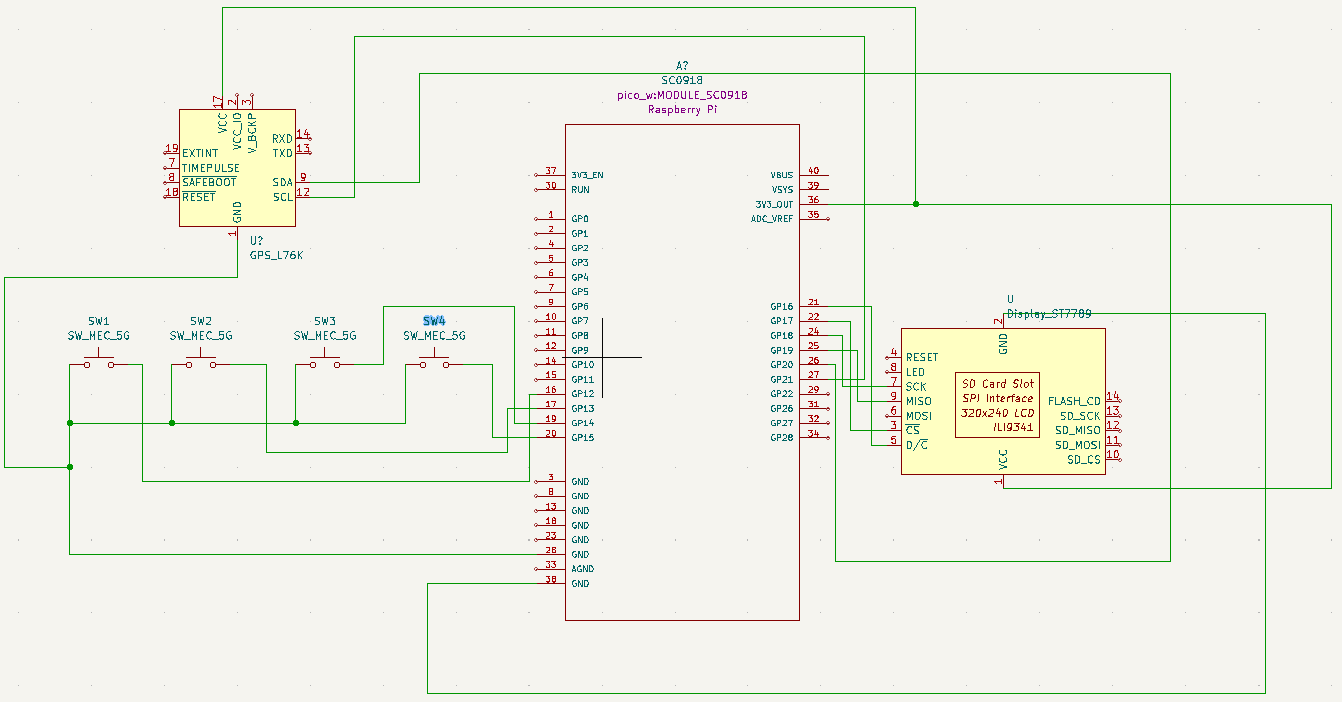 A?
SC0918
pico_w:MODULE_SC0918
Raspberry Pi
17
2
3
VCC
VCC_IO
V_BCKP
19 EXTINT
7 TIMEPULSE
8 SAFEBOOT
18 RESET
RXD 14
TXD 13
SDA 9
SCL 12
GND
1
U?
GPS_L76K
SW1
SW_MEC_5G
SW2
SW_MEC_5G
SW3
SW_MEC_5G
SW4
SW_MEC_5G
37 3V3_EN
30 RUN
1 GP0
2 GP1
4 GP2
5 GP3
6 GP4
7 GP5
9 GP6
10 GP7
11 GP8
12 GP9
14 GP10
15 GP11
16 GP12
17 GP13
19 GP14
20 GP15
3 GND
8 GND
13 GND
18 GND
23 GND
28 GND
33 AGND
38 GND
VBUS 40
VSYS 39
3V3_OUT 36
ADC_VREF 35
GP16 21
GP17 22
GP18 24
GP19 25
GP20 26
GP21 27
GP22 29
GP26 31
GP27 32
GP28 34
U
Display_ST7789
2
GND
4 RESET
8 LED
7 SCK
9 MISO
6 MOSI
3 CS
5 D/C
SD Card Slot
SPI Interface
320x240 LCD
ILI9341
FLASH_CD 14
SD_SCK 13
SD_MISO 12
SD_MOSI 11
SD_CS 10
VCC
1